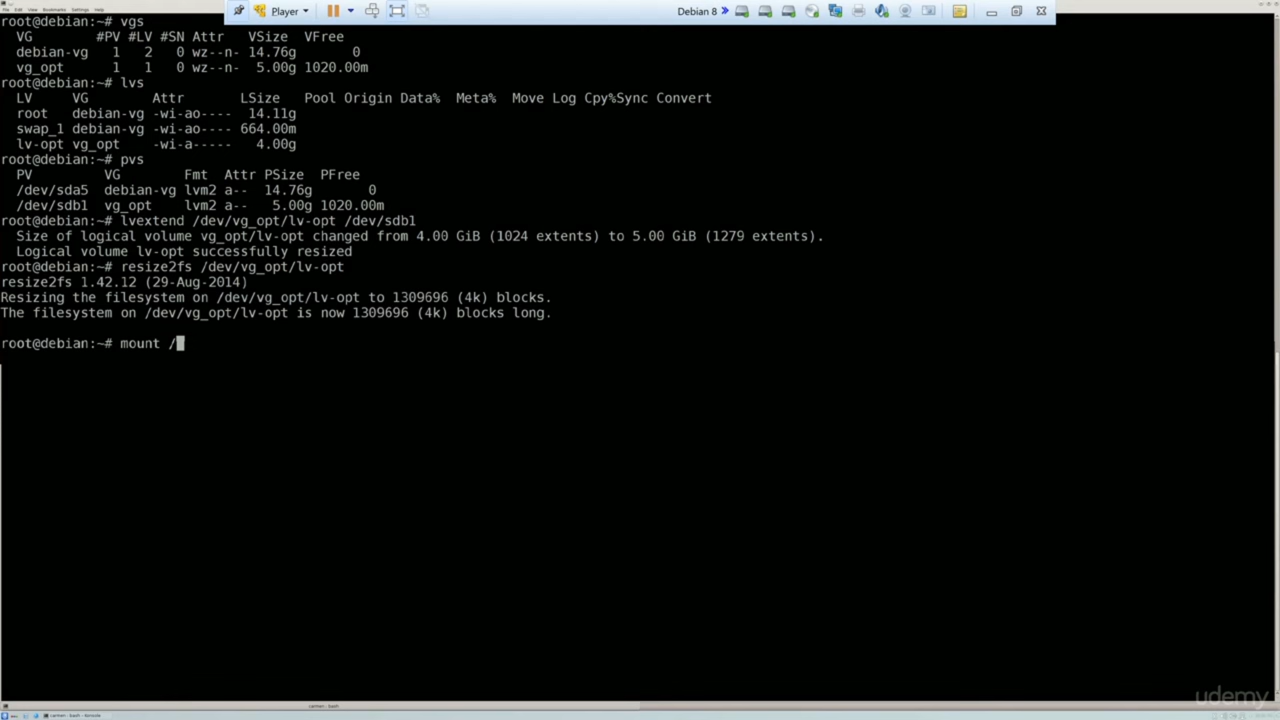 Player
Debian 8
root@debian:~# vgs
VG #PV #LV #SN Attr VSize VFree
debian-vg 1 2 0 wz--n- 14.76g 0
vg_opt 1 1 0 wz--n- 5.00g 1020.00m
root@debian:~# lvs
LV VG Attr LSize Pool Origin Data% Meta% Move Log Cpy%Sync Convert
root debian-vg -wi-ao---- 14.11g
swap_1 debian-vg -wi-ao---- 664.00m
lv-opt vg_opt -wi-a----- 4.00g
root@debian:~# pvs
PV VG Fmt Attr PSize PFree
/dev/sda5 debian-vg lvm2 a-- 14.76g 0
/dev/sdb1 vg_opt lvm2 a-- 5.00g 1020.00m
root@debian:~# lvextend /dev/vg_opt/lv-opt /dev/sdb1
Size of logical volume vg_opt/lv-opt changed from 4.00 GiB (1024 extents) to 5.00 GiB (1279 extents).
Logical volume lv-opt successfully resized
root@debian:~# resize2fs /dev/vg_opt/lv-opt
resize2fs 1.42.12 (29-Aug-2014)
Resizing the filesystem on /dev/vg_opt/lv-opt to 1309696 (4k) blocks.
The filesystem on /dev/vg_opt/lv-opt is now 1309696 (4k) blocks long.
root@debian:~# mount /
udemy